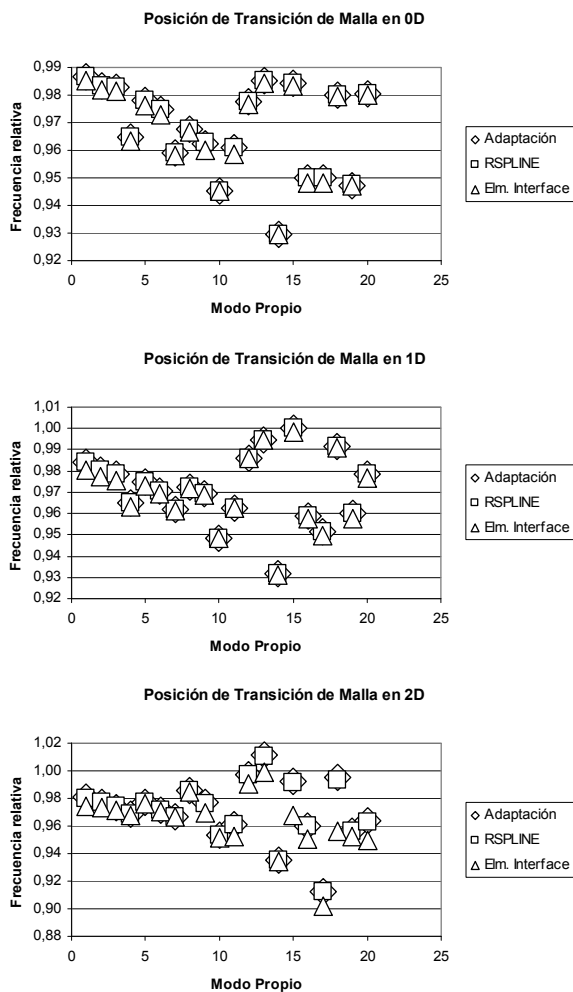 Posición de Transición de Malla en 0D
Frecuencia relativa
0,99
0,98
0,97
0,96
0,95
0,94
0,93
0,92
0 5 10 15 20 25
Modo Propio
Adaptación
RSPLINE
Elm. Interface
Posición de Transición de Malla en 1D
Frecuencia relativa
1,01
1,00
0,99
0,98
0,97
0,96
0,95
0,94
0,93
0,92
0 5 10 15 20 25
Modo Propio
Adaptación
RSPLINE
Elm. Interface
Posición de Transición de Malla en 2D
Frecuencia relativa
1,02
1,00
0,98
0,96
0,94
0,92
0,90
0,88
0 5 10 15 20 25
Modo Propio
Adaptación
RSPLINE
Elm. Interface